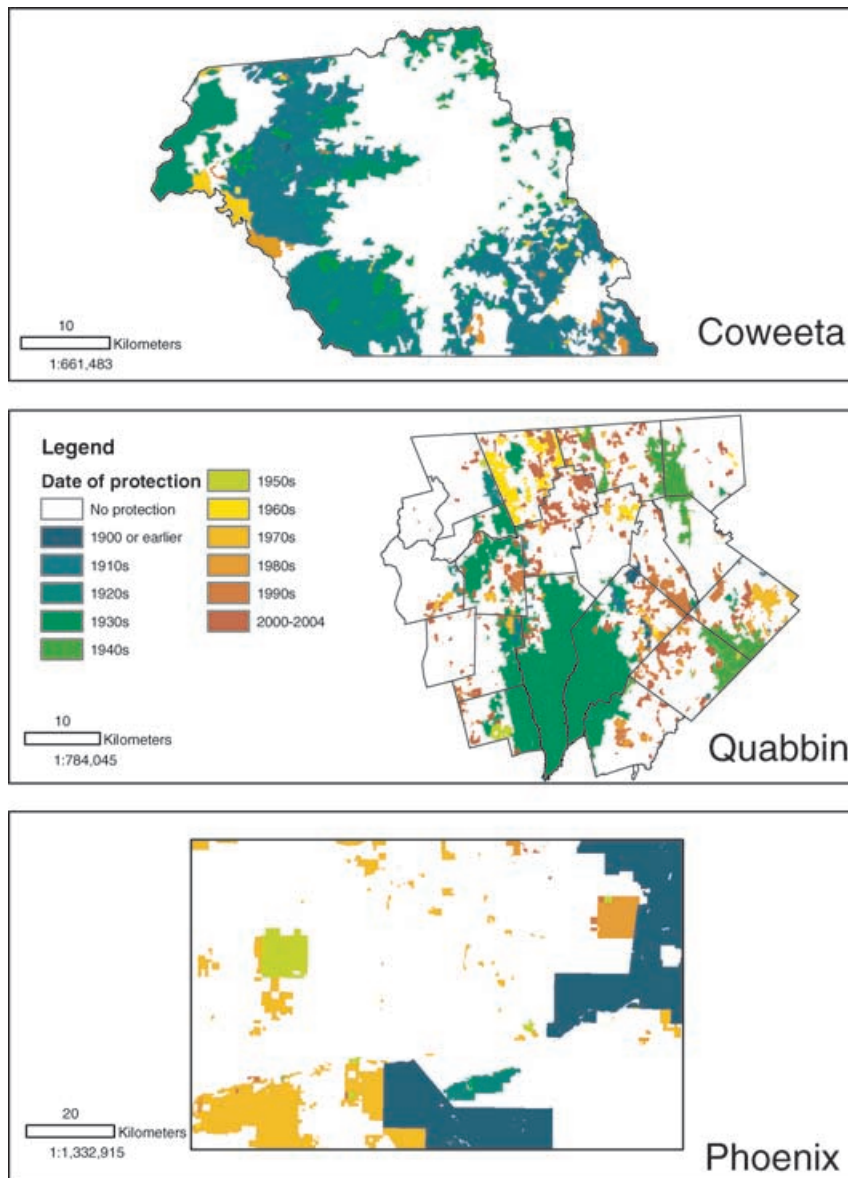 10
Kilometers
1:661,483
Coweeta
Legend
Date of protection
No protection
1900 or earlier
1910s
1920s
1930s
1940s
1950s
1960s
1970s
1980s
1990s
2000-2004
10
Kilometers
1:784,045
Quabbin
20
Kilometers
1:1,332,915
Phoenix